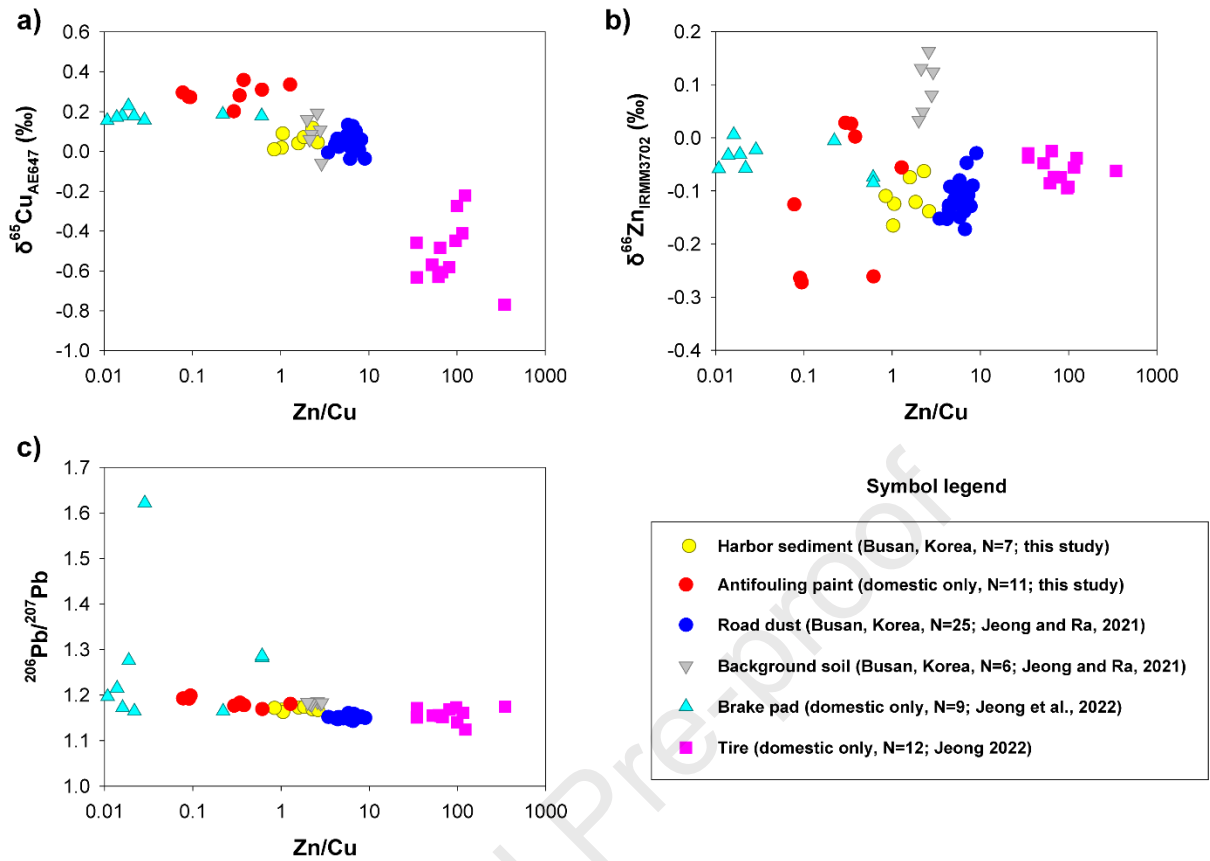 a)
0.6
0.4
0.2
0.0
-0.2
-0.4
-0.6
-0.8
-1.0
δ65CuAE647 (‰)
0.01 0.1 1 10 100 1000
Zn/Cu
b)
0.2
0.1
0.0
-0.1
-0.2
-0.3
-0.4
δ66ZnIRMM3702 (‰)
0.01 0.1 1 10 100 1000
Zn/Cu
c)
1.7
1.6
1.5
1.4
1.3
1.2
1.1
1.0
206Pb/207Pb
0.01 0.1 1 10 100 1000
Zn/Cu
Symbol legend
Harbor sediment (Busan, Korea, N=7; this study)
Antifouling paint (domestic only, N=11; this study)
Road dust (Busan, Korea, N=25; Jeong and Ra, 2021)
Background soil (Busan, Korea, N=6; Jeong and Ra, 2021)
Brake pad (domestic only, N=9; Jeong et al., 2022)
Tire (domestic only, N=12; Jeong 2022)
Pre-proof